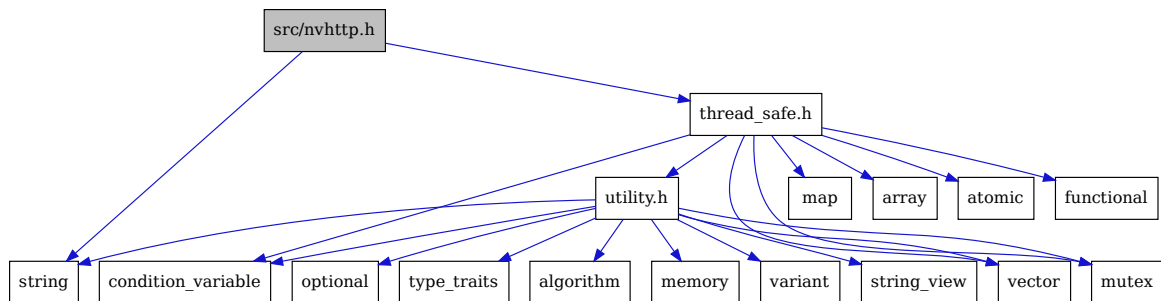 src/nvhttp.h
thread_safe.h
utility.h
map
array
atomic
functional
string
condition_variable
optional
type_traits
algorithm
memory
variant
string_view
vector
mutex